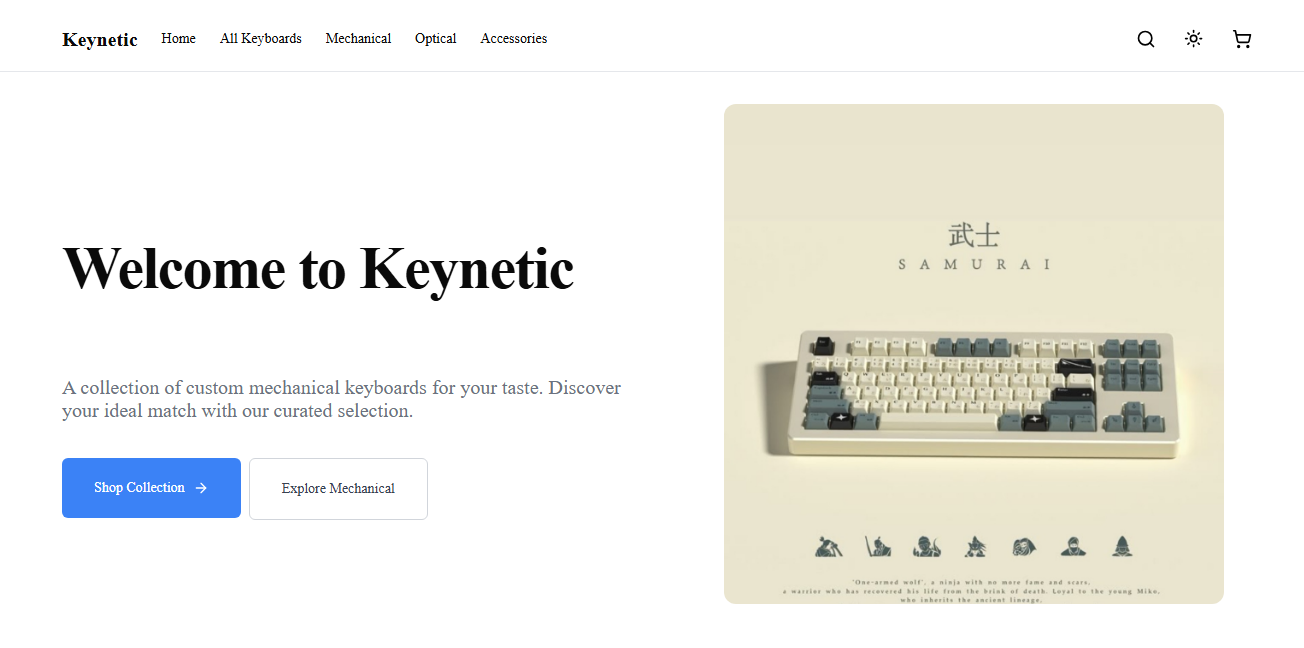 Keynetic
Home
All Keyboards
Mechanical
Optical
Accessories
Welcome to Keynetic
A collection of custom mechanical keyboards for your taste. Discover
your ideal match with our curated selection.
Shop Collection
Explore Mechanical
武士
SAMURAI
'One-armed wolf', a ninja with no more fame and scars,
a warrior who has recovered his life from the brink of death. Loyal to the young Miko,
who inherits the ancient lineage.